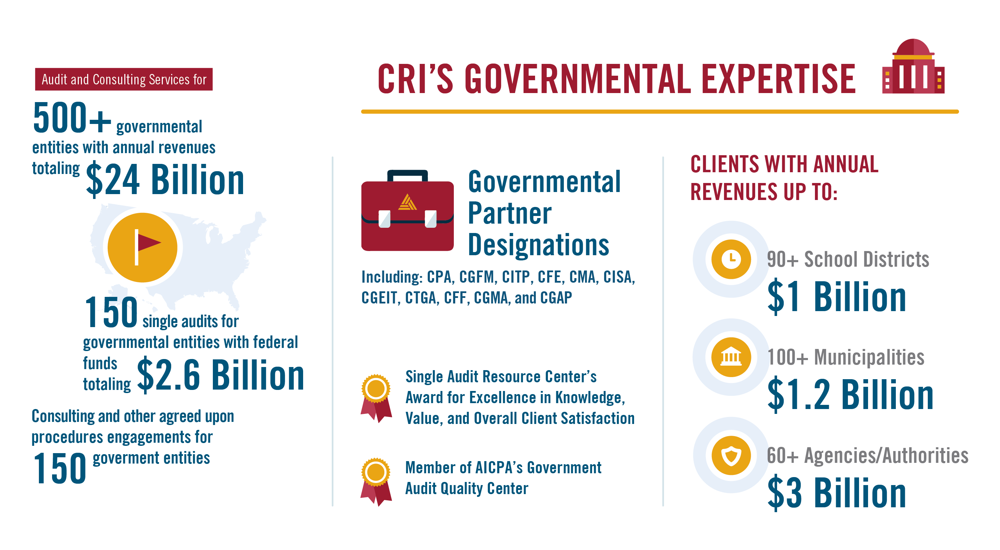 CRI’S GOVERNMENTAL EXPERTISE
Audit and Consulting Services for
500+ governmental
entities with annual revenues
totaling $24 Billion
150 single audits for
governmental entities with federal
funds
totaling $2.6 Billion
Consulting and other agreed upon
procedures engagements for
150 goverment entities
Governmental
Partner
Designations
Including: CPA, CGFM, CITP, CFE, CMA, CISA,
CGEIT, CTGA, CFF, CGMA, and CGAP
Single Audit Resource Center’s
Award for Excellence in Knowledge,
Value, and Overall Client Satisfaction
Member of AICPA’s Government
Audit Quality Center
CLIENTS WITH ANNUAL
REVENUES UP TO:
90+ School Districts
$1 Billion
100+ Municipalities
$1.2 Billion
60+ Agencies/Authorities
$3 Billion